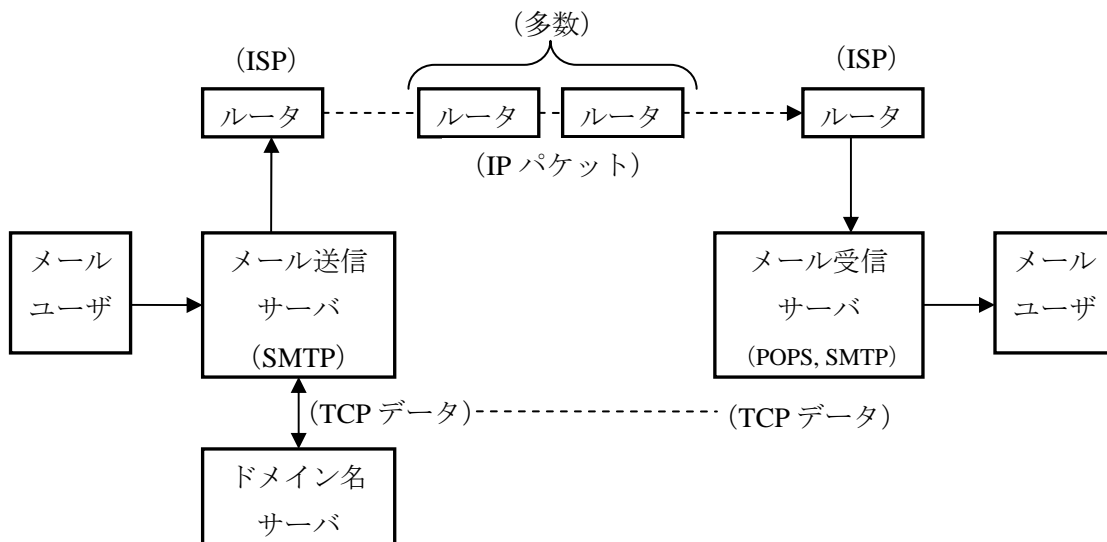 （多数）
（ISP）
（ISP）
ルータ
ルータ
ルータ
ルータ
（IP パケット）
メール
ユーザ
メール送信
サーバ
（SMTP）
メール受信
サーバ
（POPS, SMTP）
メール
ユーザ
（TCP データ）
（TCP データ）
ドメイン名
サーバ